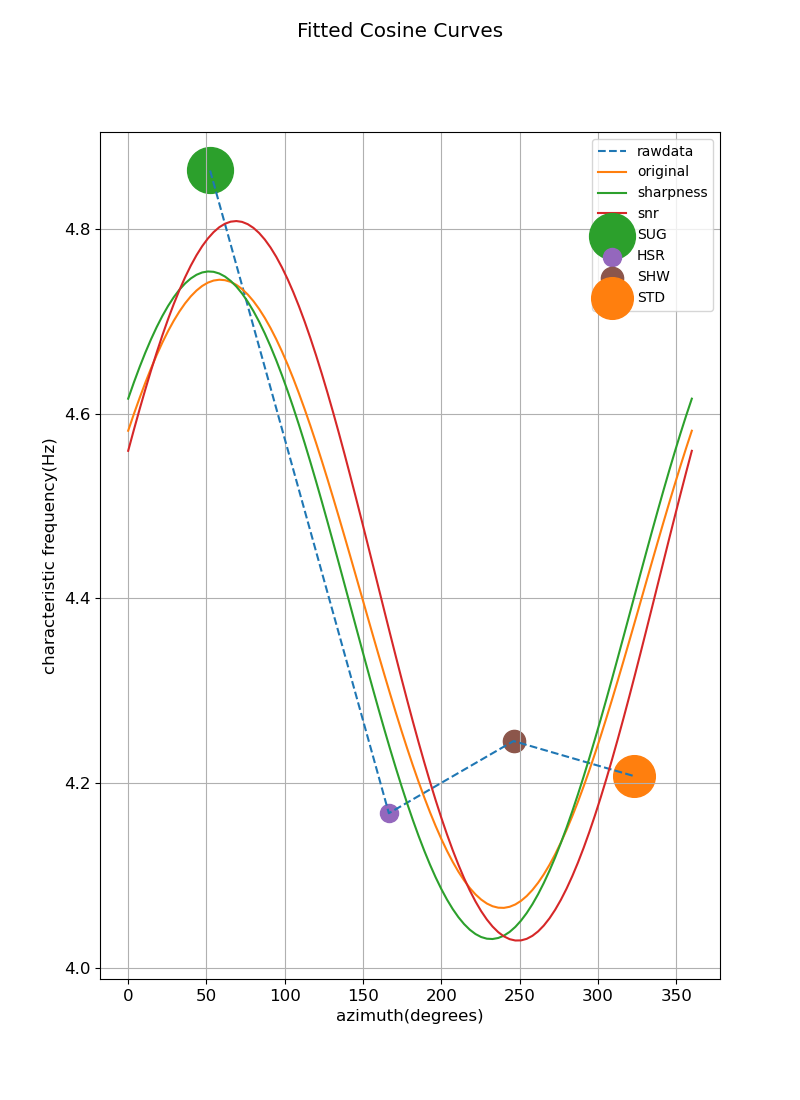 Fitted Cosine Curves
rawdata
original
sharpness
snr
SUG
HSR
SHW
STD
characteristic frequency(Hz)
4.8
4.6
4.4
4.2
4.0
0 50 100 150 200 250 300 350
azimuth(degrees)